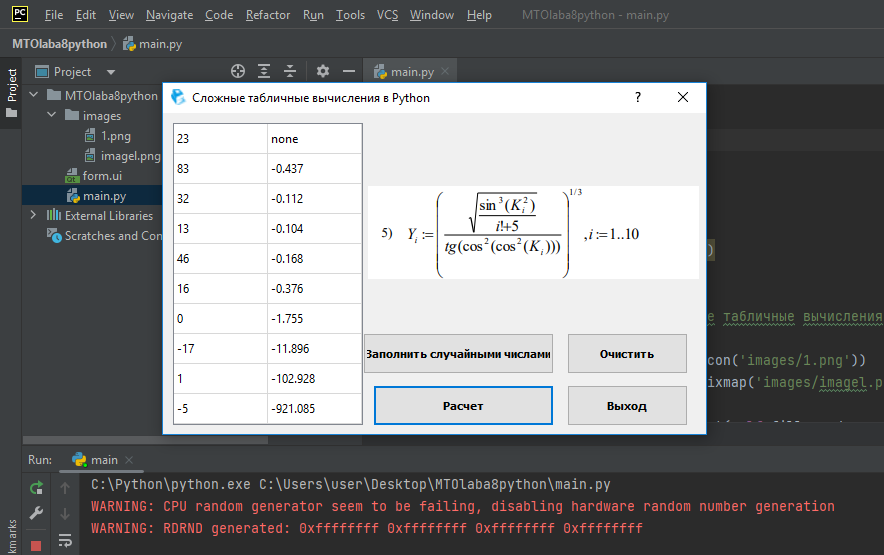 PC File Edit View Navigate Code Refactor Run Tools VCS Window Help MTOlaba8python - main.py
MTOlaba8python main.py
Project Project main.py
MTOlaba8python
images
1.png
imagel.png
form.ui
main.py
External Libraries
Scratches and Con
Сложные табличные вычисления в Python ? ×
23 none
83 -0.437
32 -0.112
13 -0.104
46 -0.168
16 -0.376
0 -1.755
-17 -11.896
1 -102.928
-5 -921.085
5) Y_i := ( √(sin^3(K_i^2) / i!+5) / tg(cos^2(cos^2(K_i))) )^1/3 , i := 1..10
Заполнить случайными числами Очистить
Расчет Выход
)
е табличные вычисления
con('images/1.png'))
ixmap('images/imagel.p
Run: main
C:\Python\python.exe C:\Users\user\Desktop\MTOlaba8python\main.py
WARNING: CPU random generator seem to be failing, disabling hardware random number generation
WARNING: RDRND generated: 0xffffffff 0xffffffff 0xffffffff 0xffffffff
kmarks